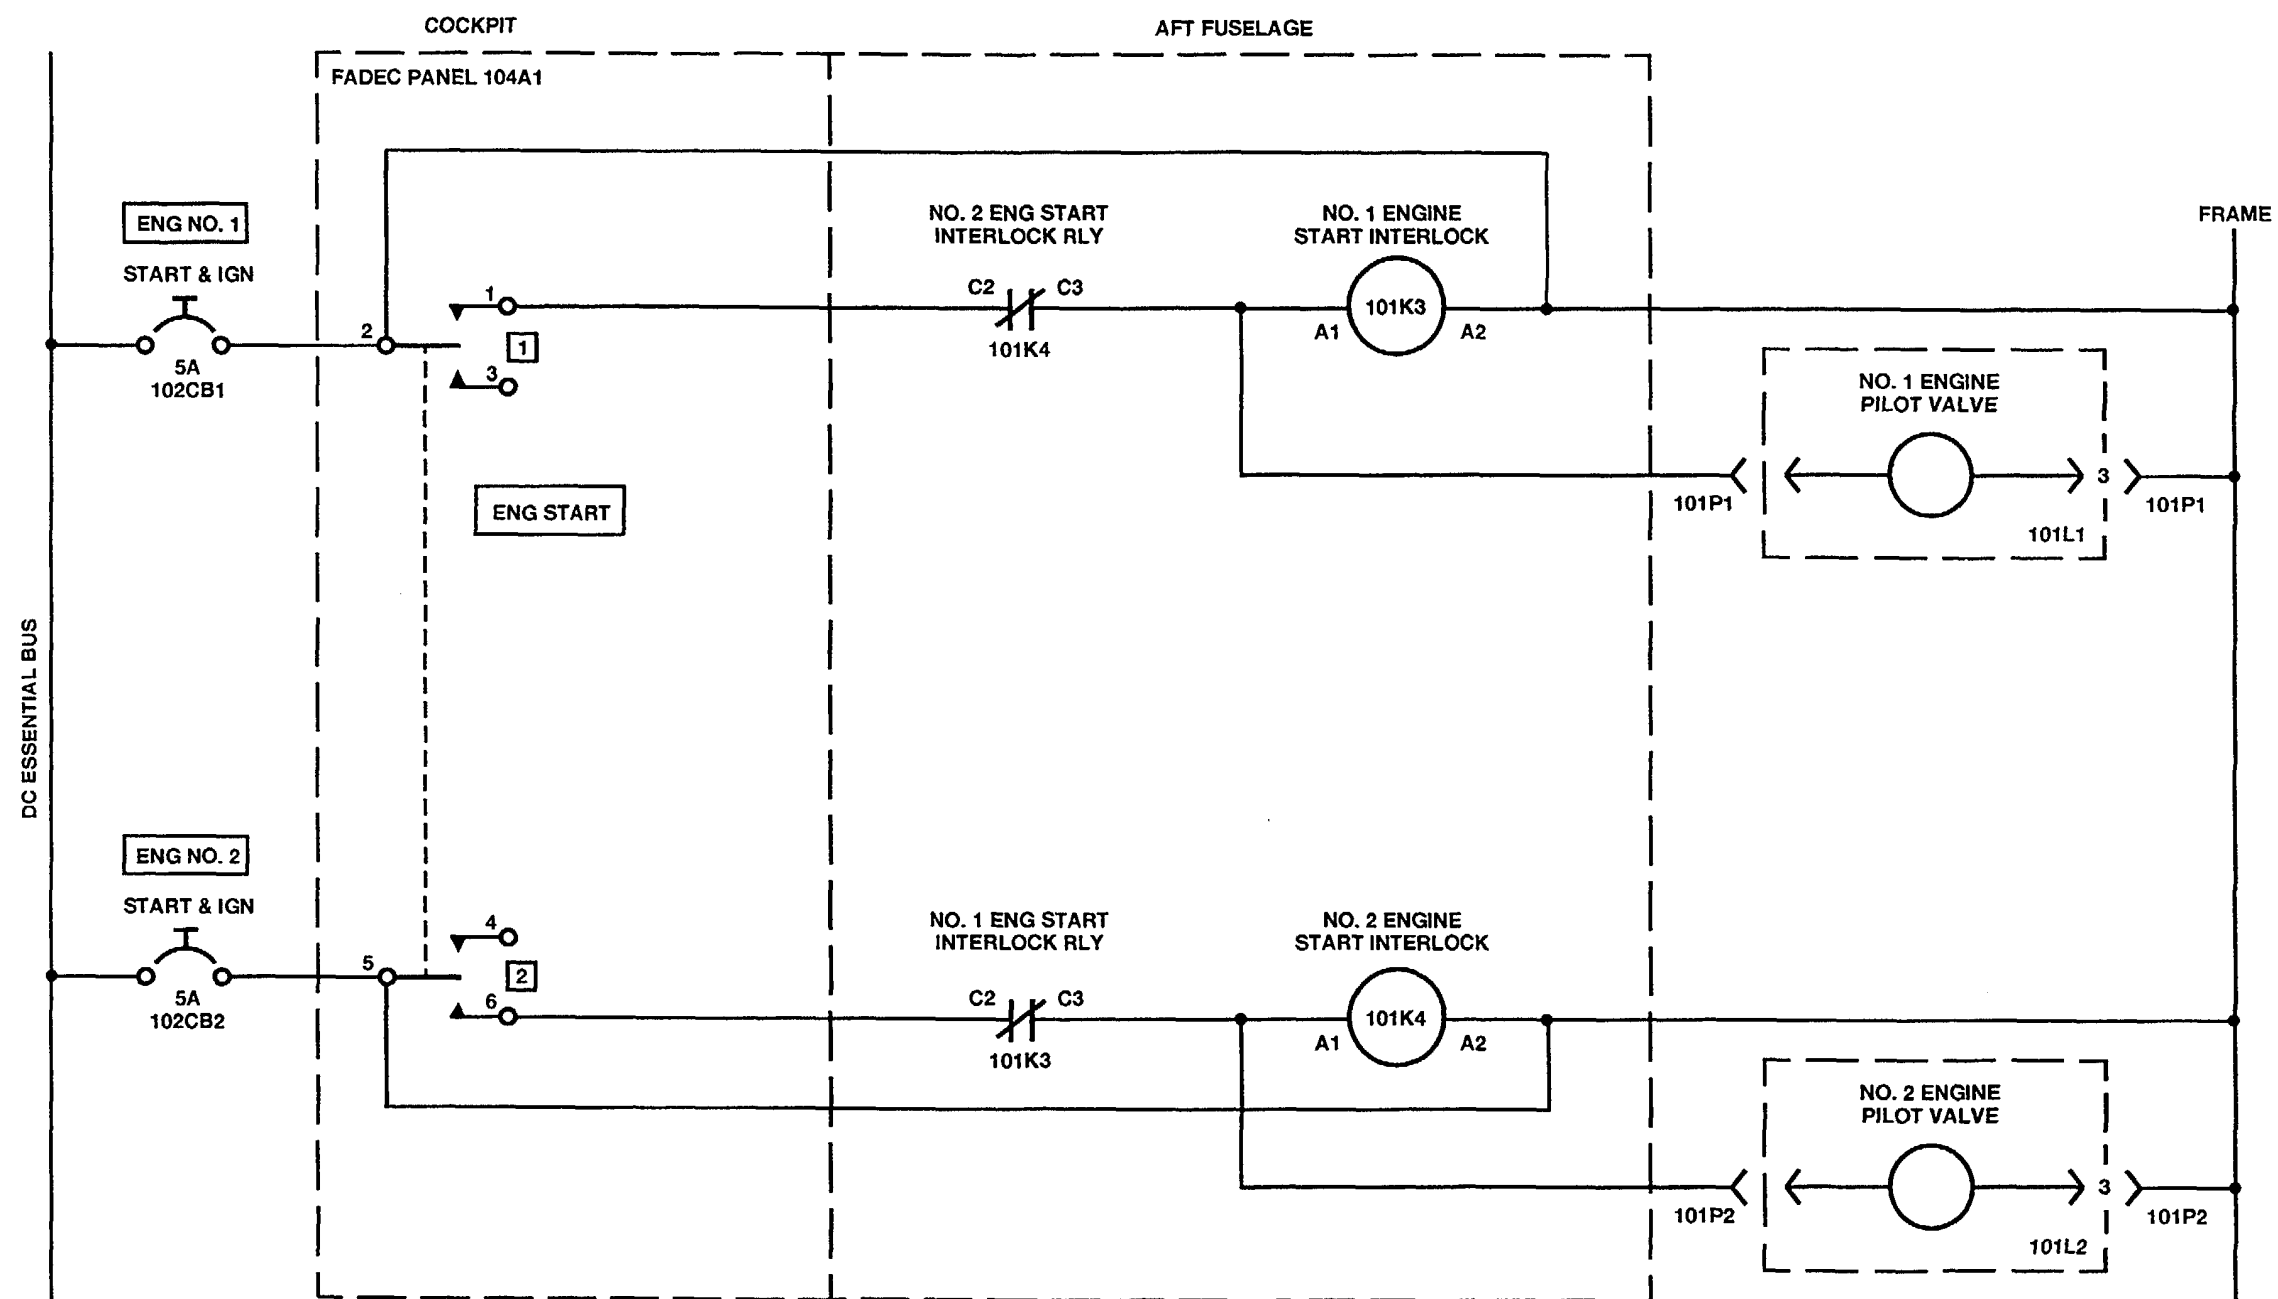 COCKPIT
AFT FUSELAGE
FADEC PANEL 104A1
ENG NO. 1
START & IGN
5A
102CB1
2
1
1
3
NO. 2 ENG START
INTERLOCK RLY
C2
C3
101K4
NO. 1 ENGINE
START INTERLOCK
101K3
A1
A2
FRAME
NO. 1 ENGINE
PILOT VALVE
3
101P1
101L1
101P1
ENG START
DC ESSENTIAL BUS
ENG NO. 2
START & IGN
5A
102CB2
5
4
2
6
NO. 1 ENG START
INTERLOCK RLY
C2
C3
101K3
NO. 2 ENGINE
START INTERLOCK
101K4
A1
A2
NO. 2 ENGINE
PILOT VALVE
3
101P2
101L2
101P2